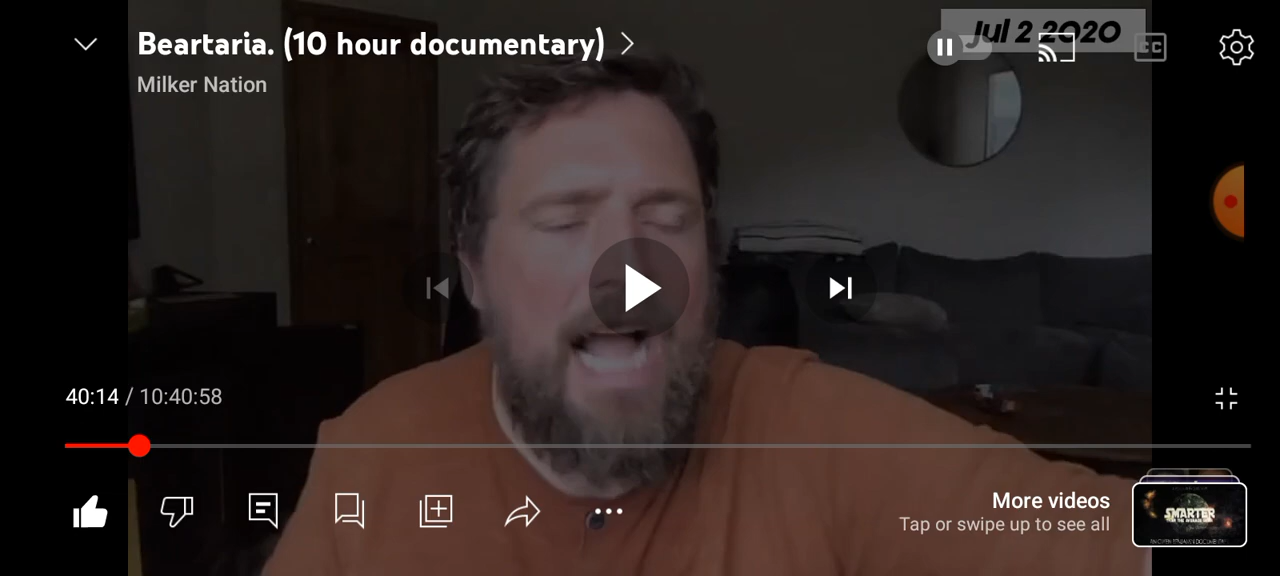 Beartaria. (10 hour documentary)
Jul 2 2020
CC
Milker Nation
40:14 / 10:40:58
More videos
Tap or swipe up to see all
SMARTER